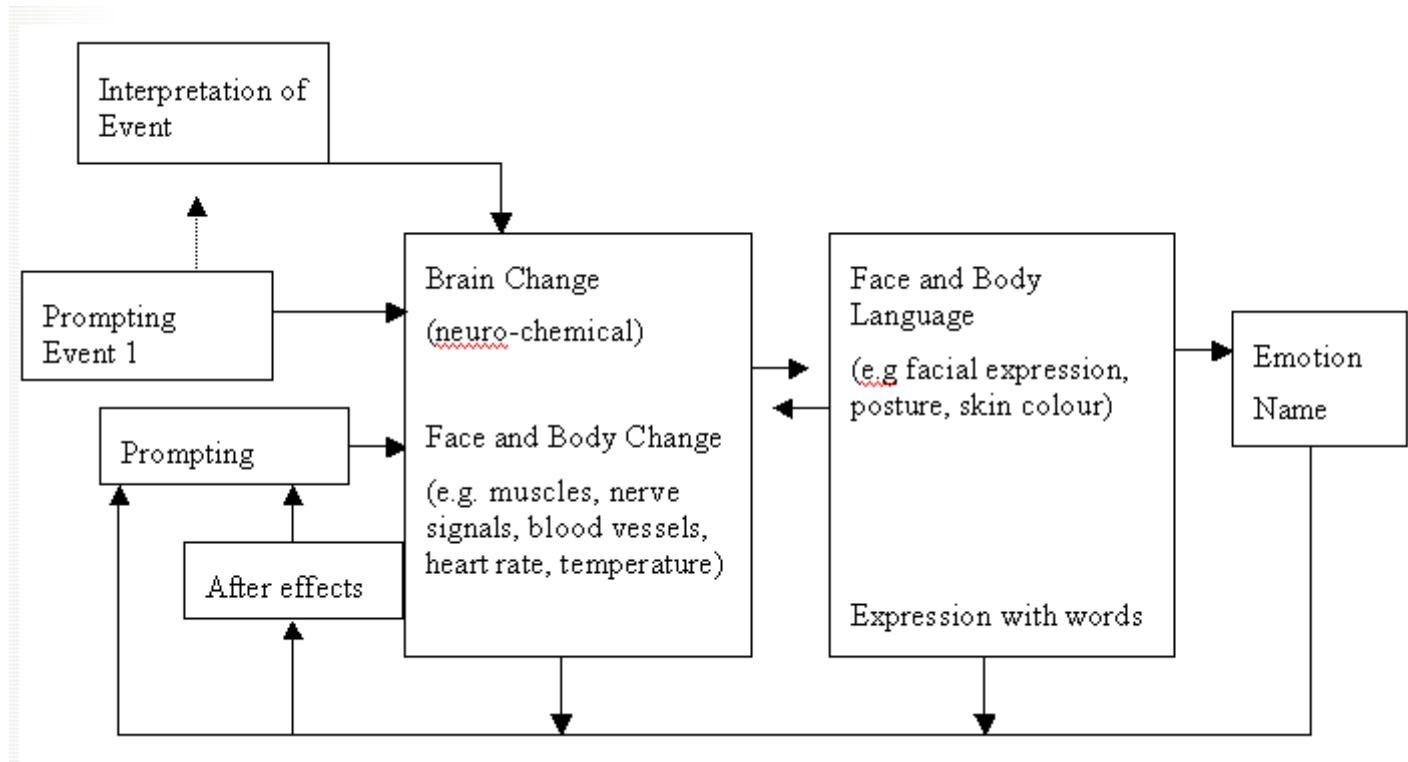 Interpretation of
Event
Prompting
Event 1
Brain Change
(neuro-chemical)
Face and Body Change
(e.g. muscles, nerve
signals, blood vessels,
heart rate, temperature)
Prompting
After effects
Face and Body
Language
(e.g facial expression,
posture, skin colour)
Expression with words
Emotion
Name